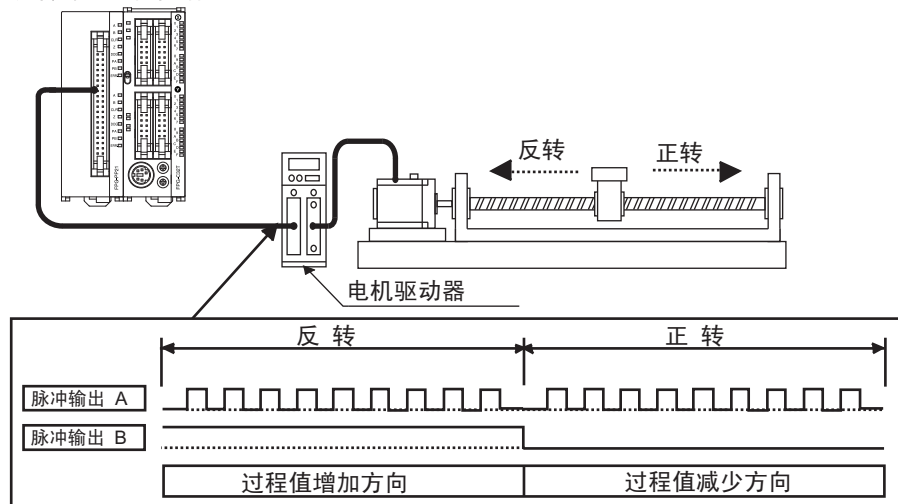 反转
正转
电机驱动器
反 转
正 转
脉冲输出 A
脉冲输出 B
过程值增加方向
过程值减少方向